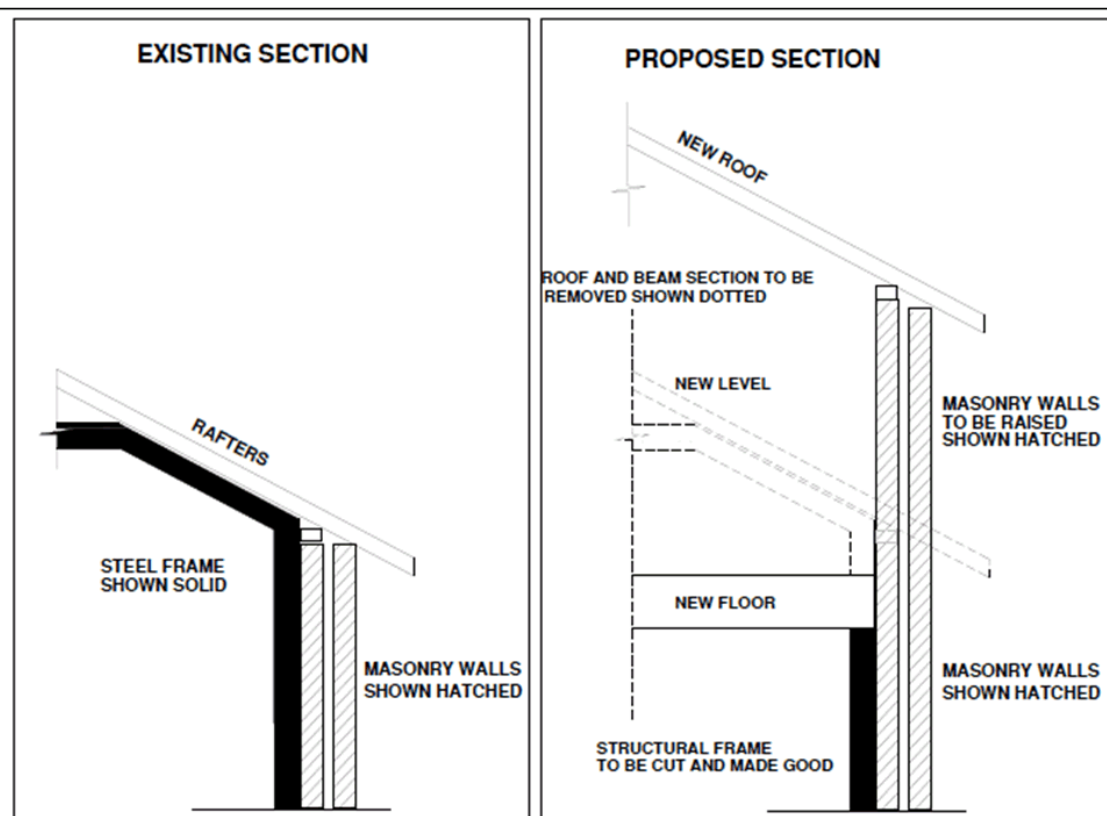 EXISTING SECTION
RAFTERS
STEEL FRAME
SHOWN SOLID
MASONRY WALLS
SHOWN HATCHED
PROPOSED SECTION
NEW ROOF
ROOF AND BEAM SECTION TO BE
REMOVED SHOWN DOTTED
NEW LEVEL
MASONRY WALLS
TO BE RAISED
SHOWN HATCHED
NEW FLOOR
MASONRY WALLS
SHOWN HATCHED
STRUCTURAL FRAME
TO BE CUT AND MADE GOOD